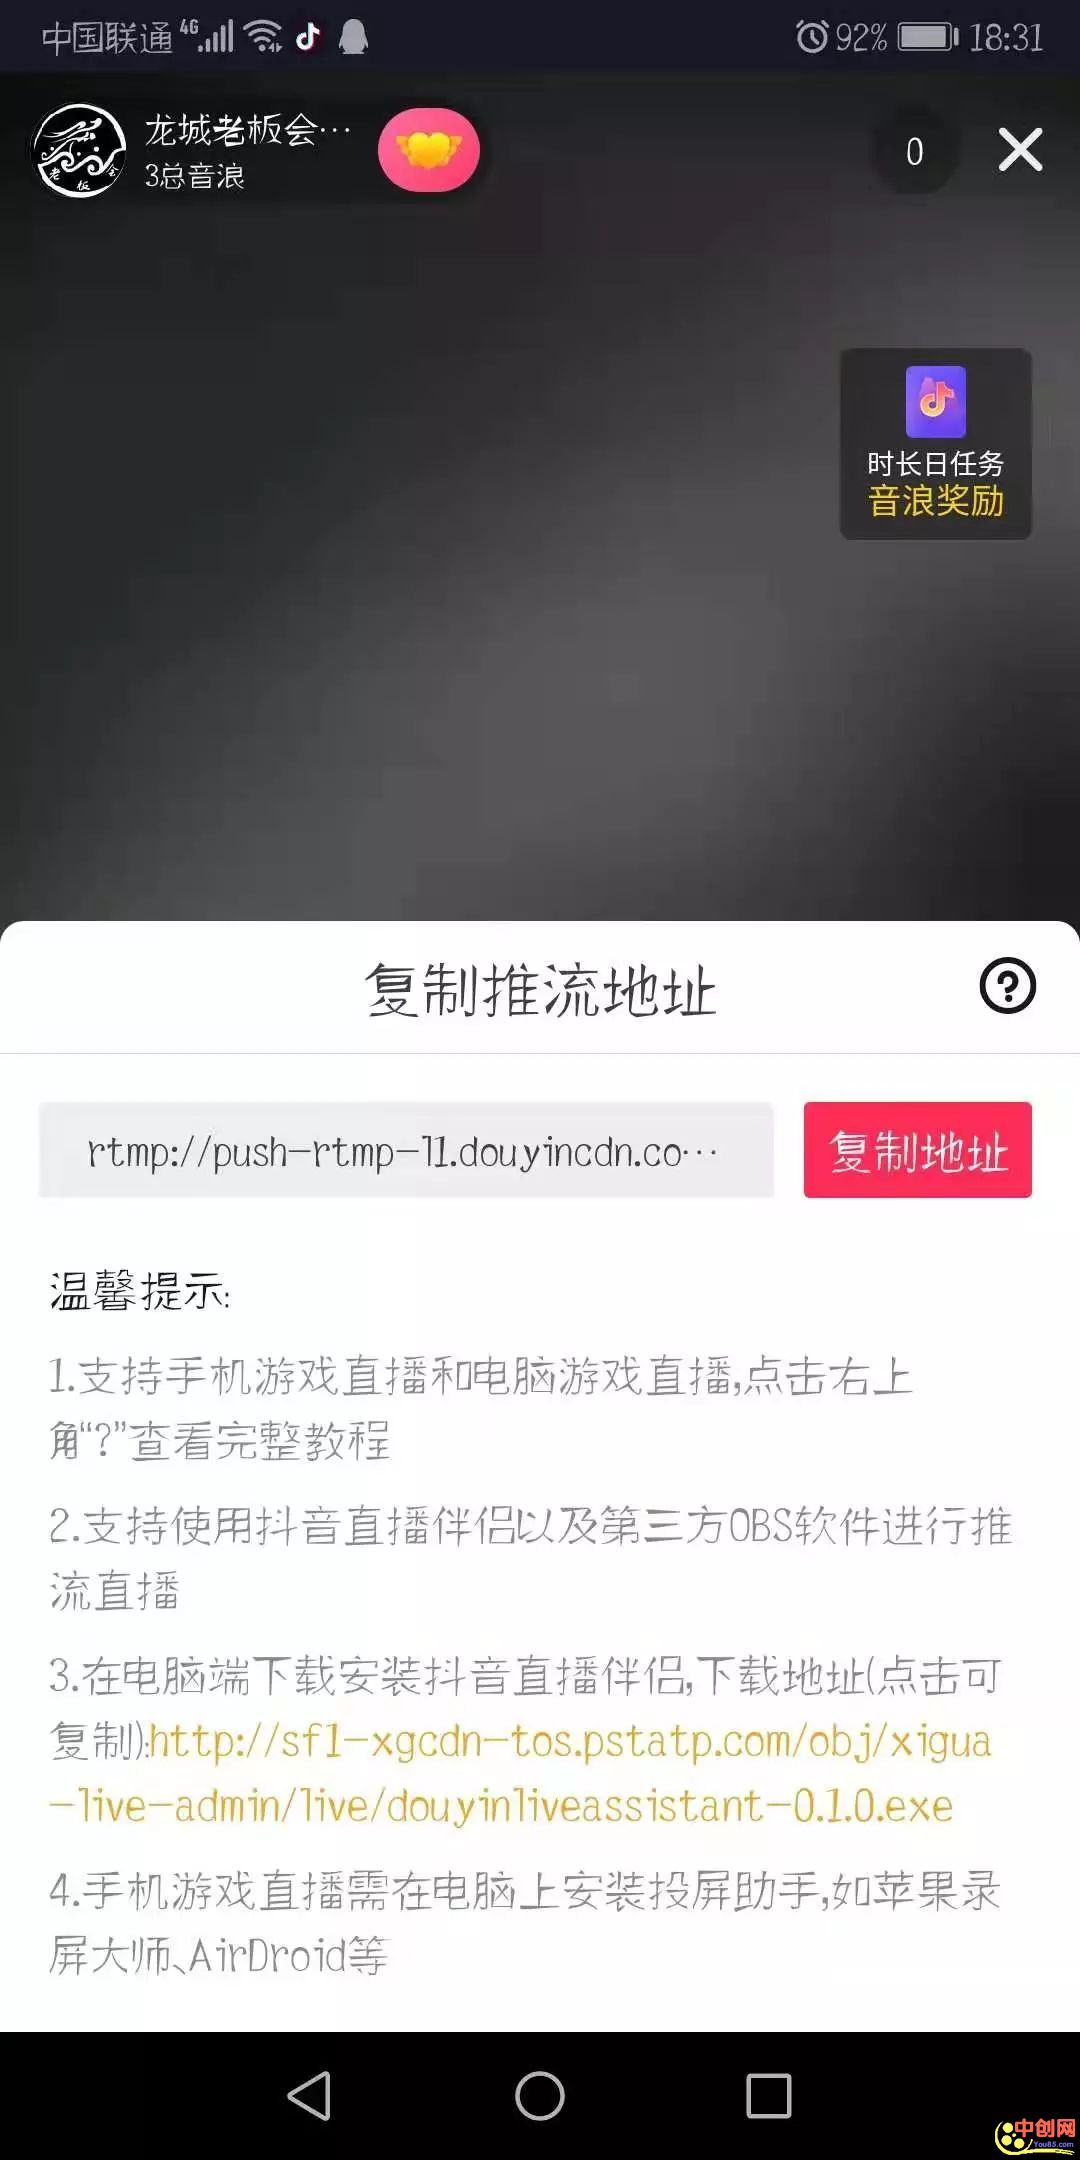 中国联通 4G 92% 18:31
龙城老板会…
3总音浪
0
老板会
时长日任务
音浪奖励
复制推流地址
rtmp://push-rtmp-l1.douyincdn.co…
复制地址
温馨提示:
1.支持手机游戏直播和电脑游戏直播,点击右上
角“?”查看完整教程
2.支持使用抖音直播伴侣以及第三方OBS软件进行推
流直播
3.在电脑端下载安装抖音直播伴侣,下载地址(点击可
复制):http://sf1-xgcdn-tos.pstatp.com/obj/xigua
-live-admin/live/douyinliveassistant-0.1.0.exe
4.手机游戏直播需在电脑上安装投屏助手,如苹果录
屏大师、AirDroid等
中创网
You85.com